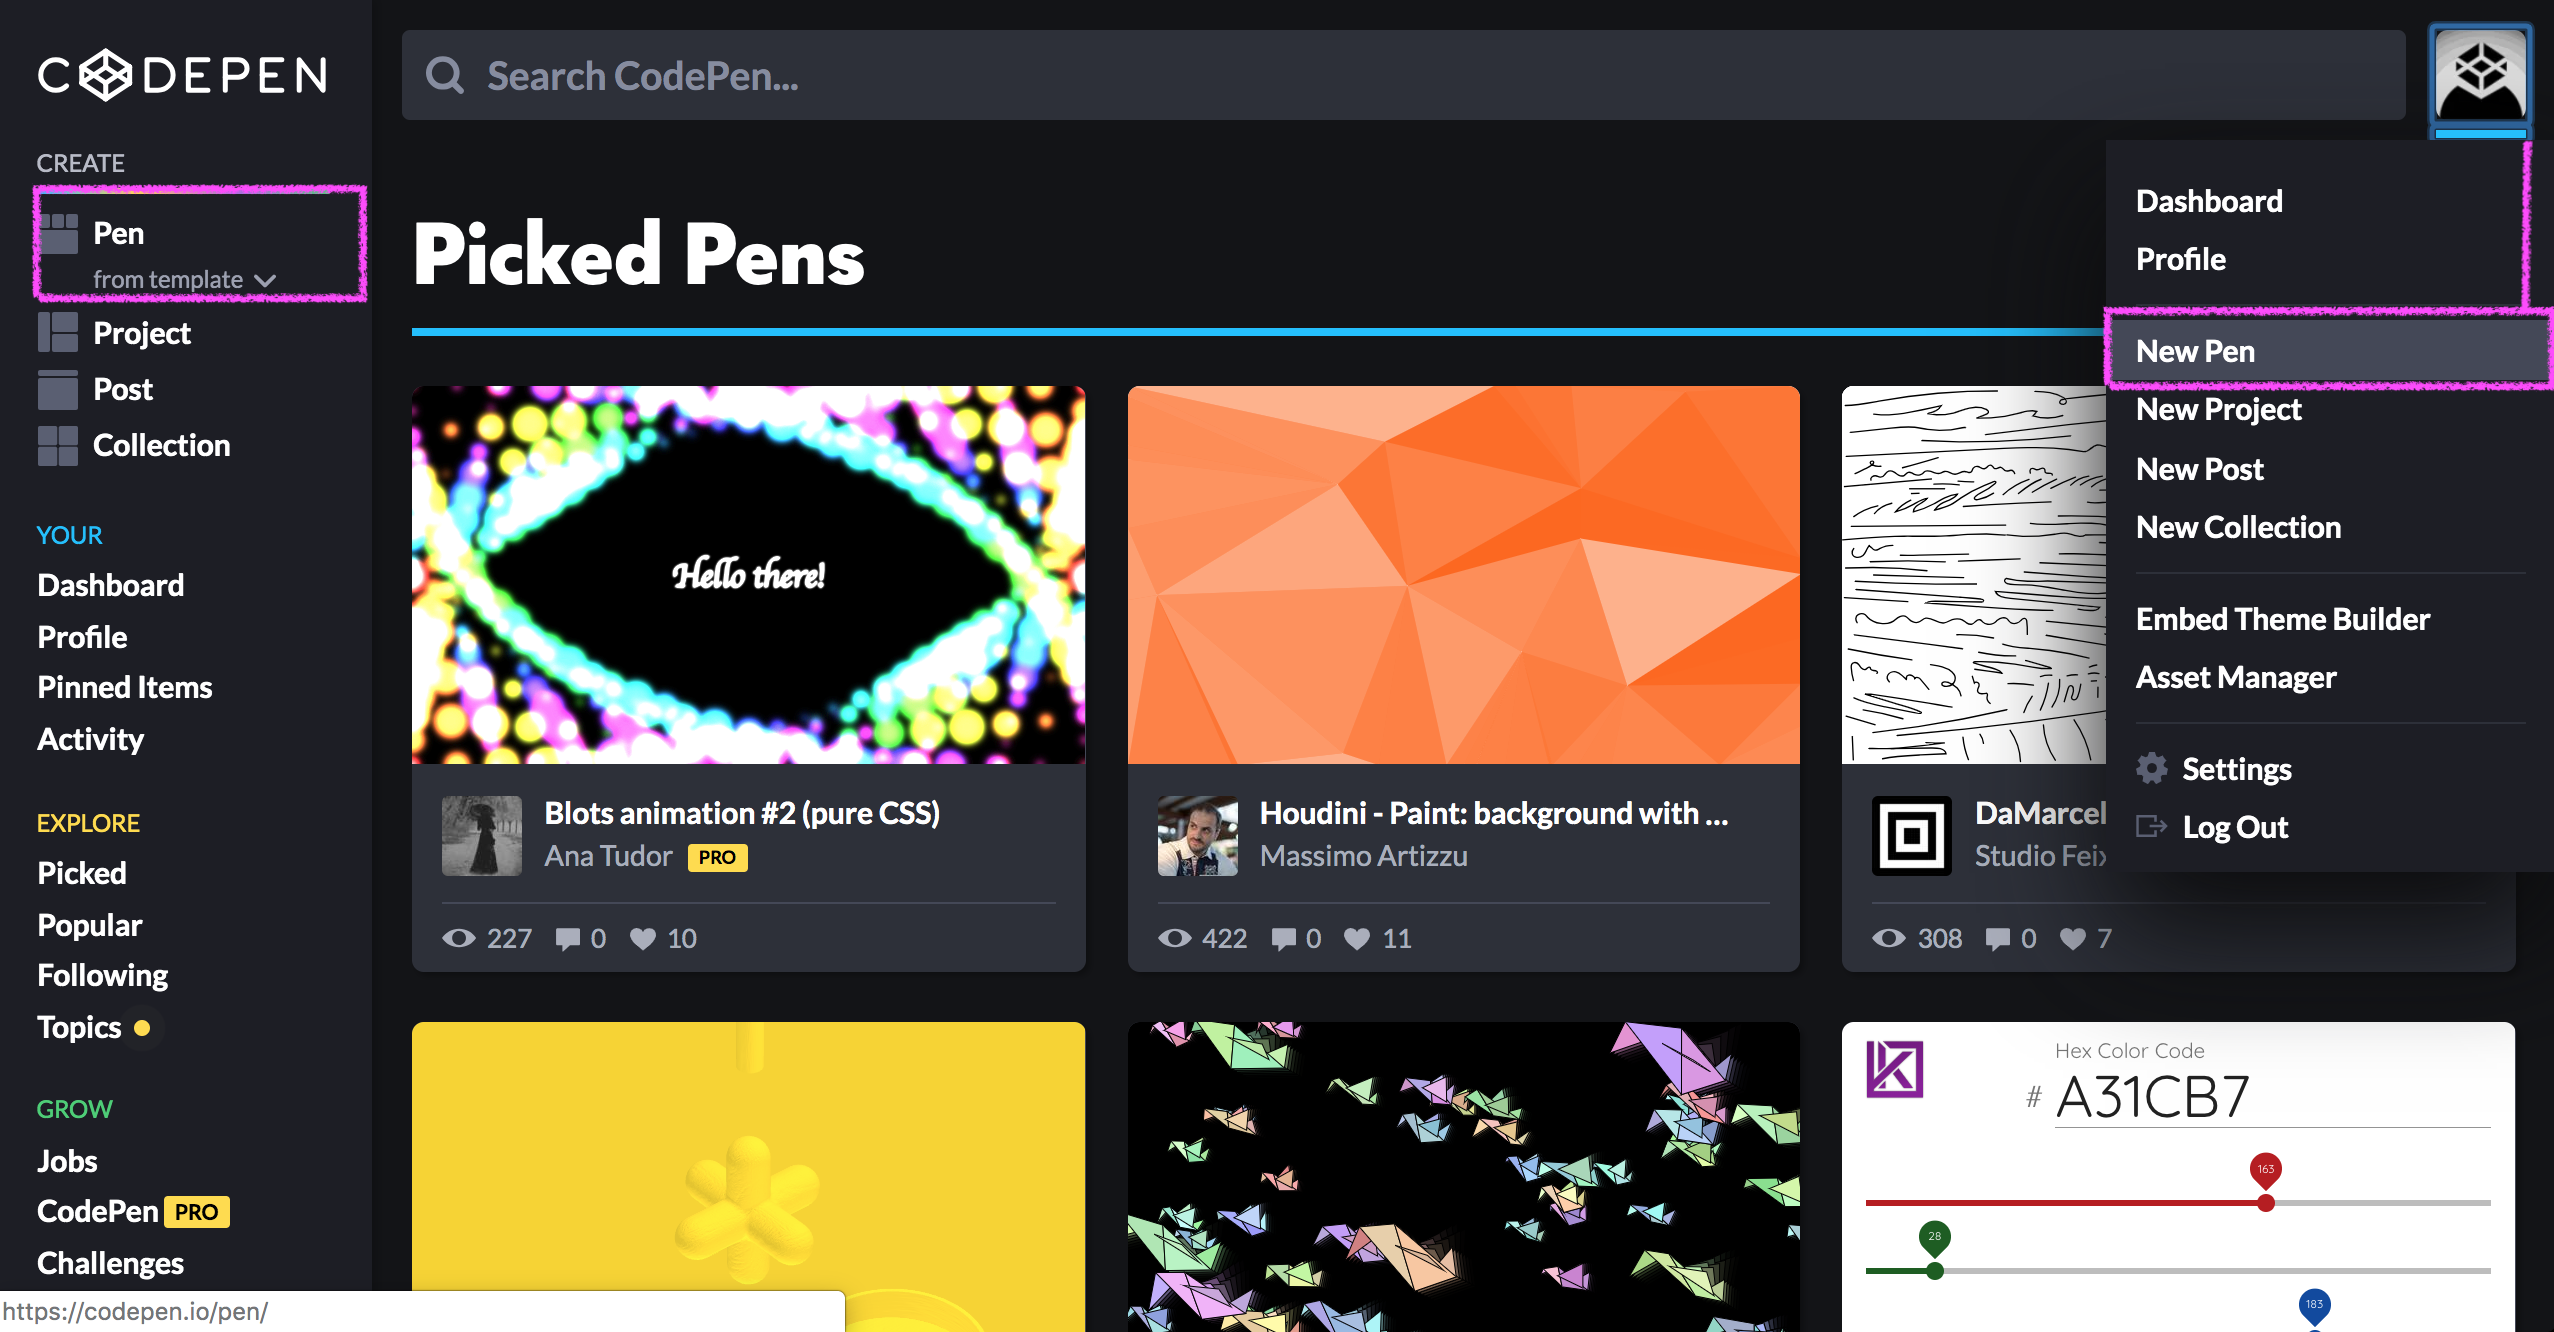 CODEPEN
Search CodePen...
CREATE
Pen
from template
Project
Post
Collection
YOUR
Dashboard
Profile
Pinned Items
Activity
EXPLORE
Picked
Popular
Following
Topics
GROW
Jobs
CodePen PRO
Challenges
https://codepen.io/pen/
Picked Pens
Hello there!
Blots animation #2 (pure CSS)
Ana Tudor PRO
227 0 10
Houdini - Paint: background with ...
Massimo Artizzu
422 0 11
DaMarcel
Studio Feix
308 0 7
Hex Color Code
# A31CB7
163
28
183
Dashboard
Profile
New Pen
New Project
New Post
New Collection
Embed Theme Builder
Asset Manager
Settings
Log Out